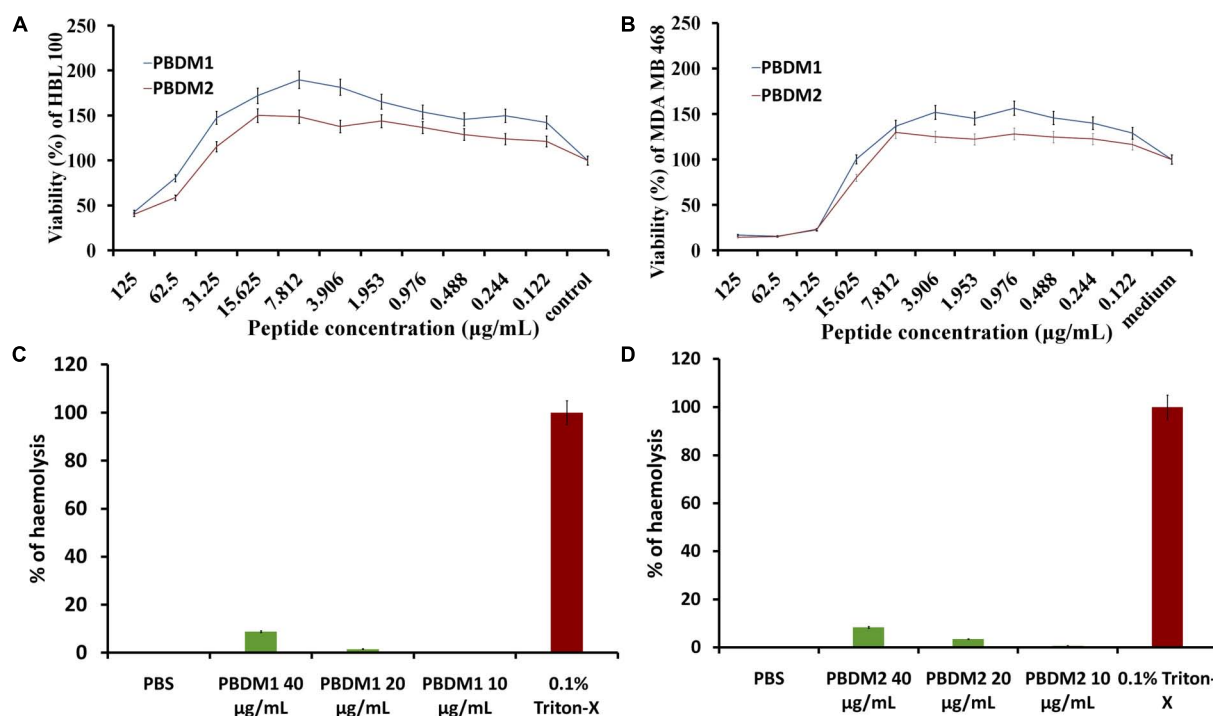 A
Viability (%) of HBL 100
250
200
150
100
50
0
PBDM1
PBDM2
125
62.5
31.25
15.625
7.812
3.906
1.953
0.976
0.488
0.244
0.122
control
Peptide concentration (µg/mL)
B
Viability (%) of MDA MB 468
250
200
150
100
50
0
PBDM1
PBDM2
125
62.5
31.25
15.625
7.812
3.906
1.953
0.976
0.488
0.244
0.122
medium
Peptide concentration (µg/mL)
C
% of haemolysis
120
100
80
60
40
20
0
PBS
PBDM1 40
µg/mL
PBDM1 20
µg/mL
PBDM1 10
µg/mL
0.1%
Triton-X
D
% of haemolysis
120
100
80
60
40
20
0
PBS
PBDM2 40
µg/mL
PBDM2 20
µg/mL
PBDM2 10
µg/mL
0.1% Triton-
X